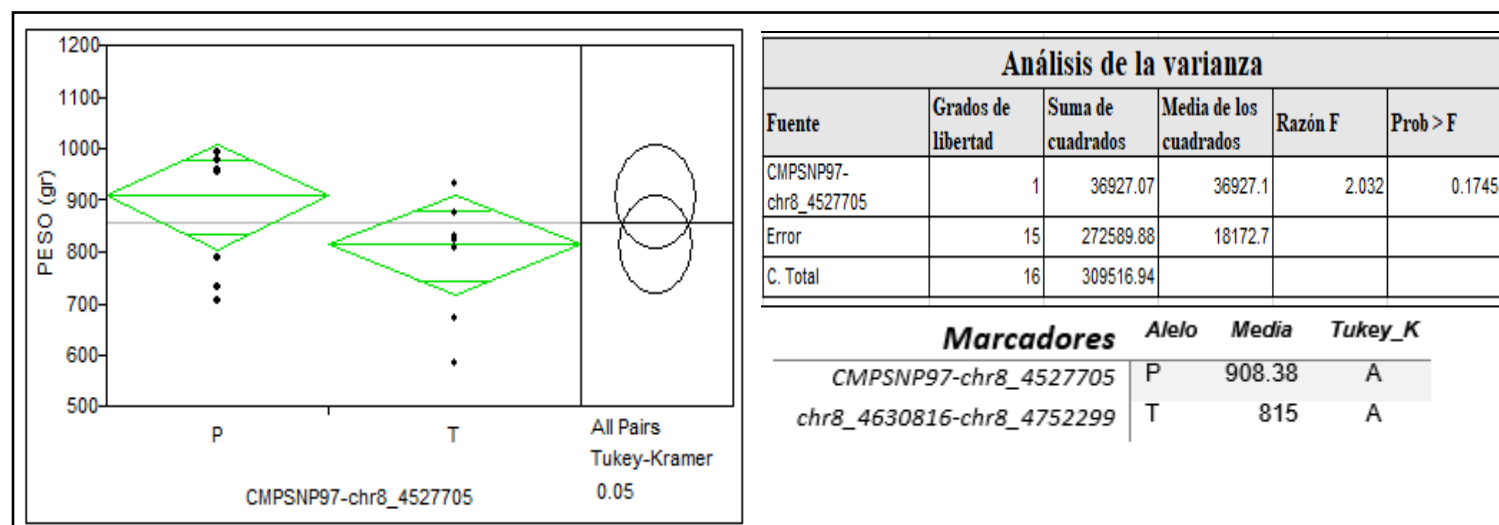 1200
1100
1000
900
800
700
600
500
PESO (gr)
P
T
All Pairs
Tukey-Kramer
0.05
CMPSNP97-chr8_4527705
Análisis de la varianza
Fuente Grados de libertad Suma de cuadrados Media de los cuadrados Razón F Prob > F
CMPSNP97-chr8_4527705 1 36927.07 36927.1 2.032 0.1745
Error 15 272589.88 18172.7
C. Total 16 309516.94
Marcadores Alelo Media Tukey_K
CMPSNP97-chr8_4527705 P 908.38 A
chr8_4630816-chr8_4752299 T 815 A